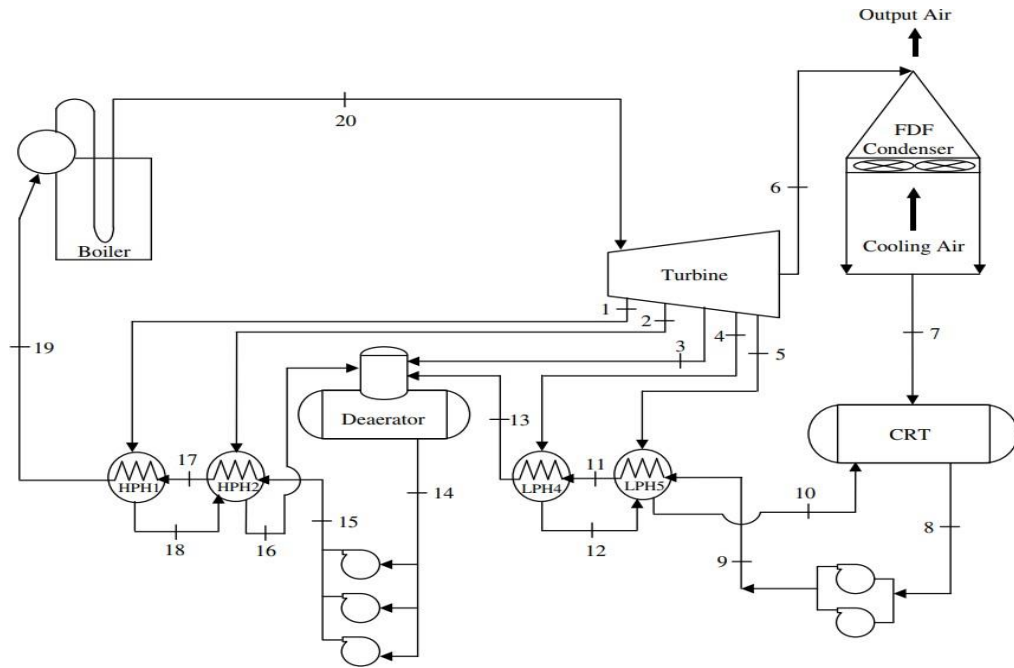 Output Air
20
FDF
Condenser
6
Boiler
Cooling Air
Turbine
1
2
3
4
5
19
7
Deaerator
13
CRT
17
11
HPH1
HPH2
LPH4
LPH5
14
10
15
8
18
16
12
9